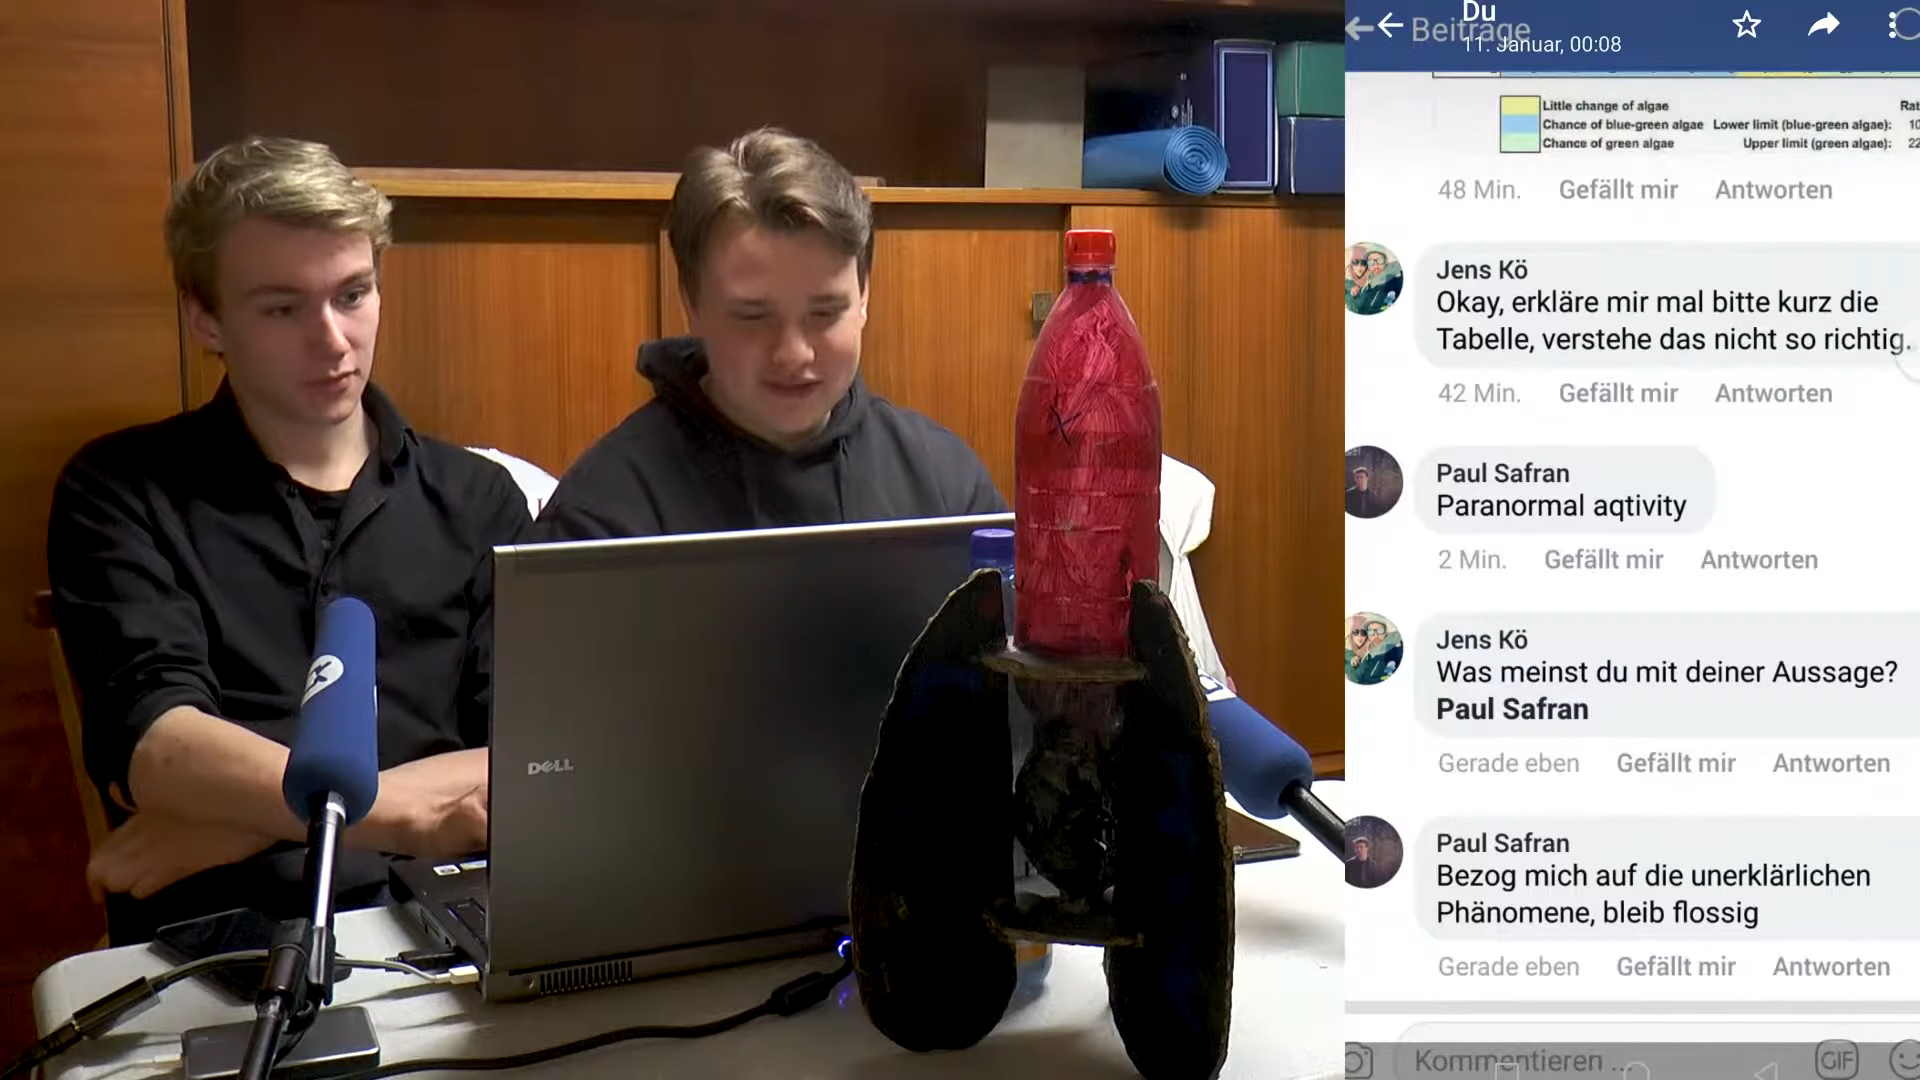 Du
Beiträge
11. Januar, 00:08
Little change of algae
Chance of blue-green algae Lower limit (blue-green algae):
Chance of green algae Upper limit (green algae):
48 Min. Gefällt mir Antworten
Jens Kö
Okay, erkläre mir mal bitte kurz die
Tabelle, verstehe das nicht so richtig.
42 Min. Gefällt mir Antworten
Paul Safran
Paranormal aqtivity
2 Min. Gefällt mir Antworten
Jens Kö
Was meinst du mit deiner Aussage?
Paul Safran
Gerade eben Gefällt mir Antworten
Paul Safran
Bezog mich auf die unerklärlichen
Phänomene, bleib flossig
Gerade eben Gefällt mir Antworten
Kommentieren ...
GIF
DELL